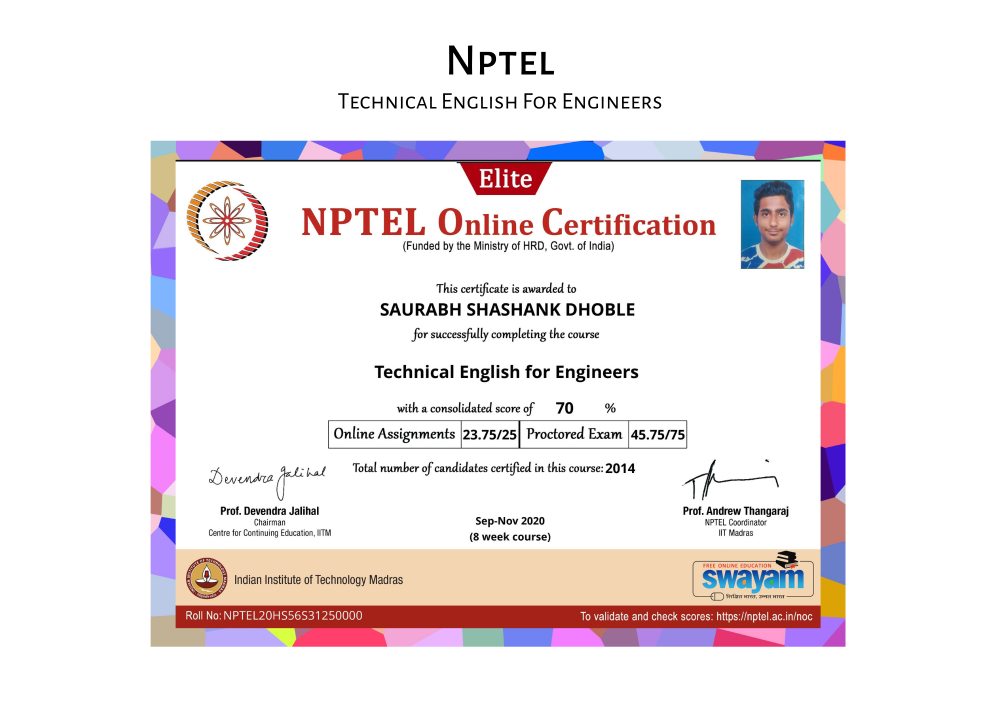 NPTEL
TECHNICAL ENGLISH FOR ENGINEERS
Elite
NPTEL Online Certification
(Funded by the Ministry of HRD, Govt. of India)
This certificate is awarded to
SAURABH SHASHANK DHOBLE
for successfully completing the course
Technical English for Engineers
with a consolidated score of 70 %
Online Assignments 23.75/25 Proctored Exam 45.75/75
Total number of candidates certified in this course: 2014
Devendra Jalihal
Prof. Devendra Jalihal
Chairman
Centre for Continuing Education, IITM
Sep-Nov 2020
(8 week course)
Prof. Andrew Thangaraj
NPTEL Coordinator
IIT Madras
Indian Institute of Technology Madras
FREE ONLINE EDUCATION
swayam
शिक्षित भारत, उन्नत भारत
Roll No: NPTEL20HS56S31250000
To validate and check scores: https://nptel.ac.in/noc